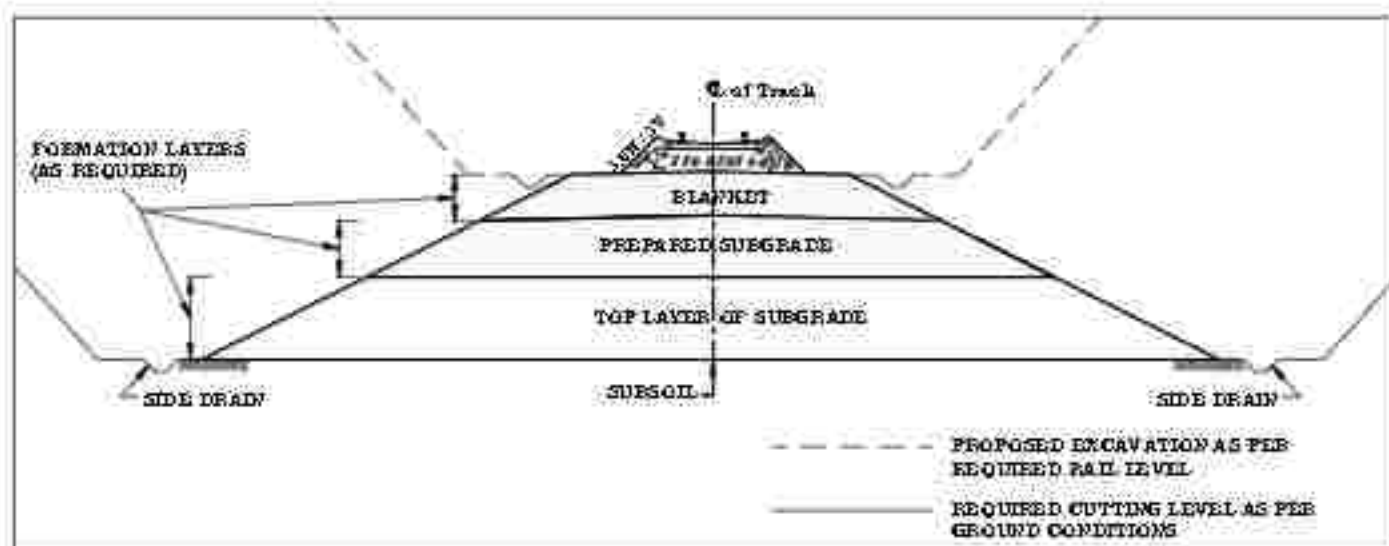 ℄ of Track
FORMATION LAYERS
(AS REQUIRED)
BLANKET
PREPARED SUBGRADE
TOP LAYER OF SUBGRADE
SIDE DRAIN
SUBSOIL
SIDE DRAIN
PROPOSED EXCAVATION AS PER
REQUIRED RAIL LEVEL
REQUIRED CUTTING LEVEL AS PER
GROUND CONDITIONS